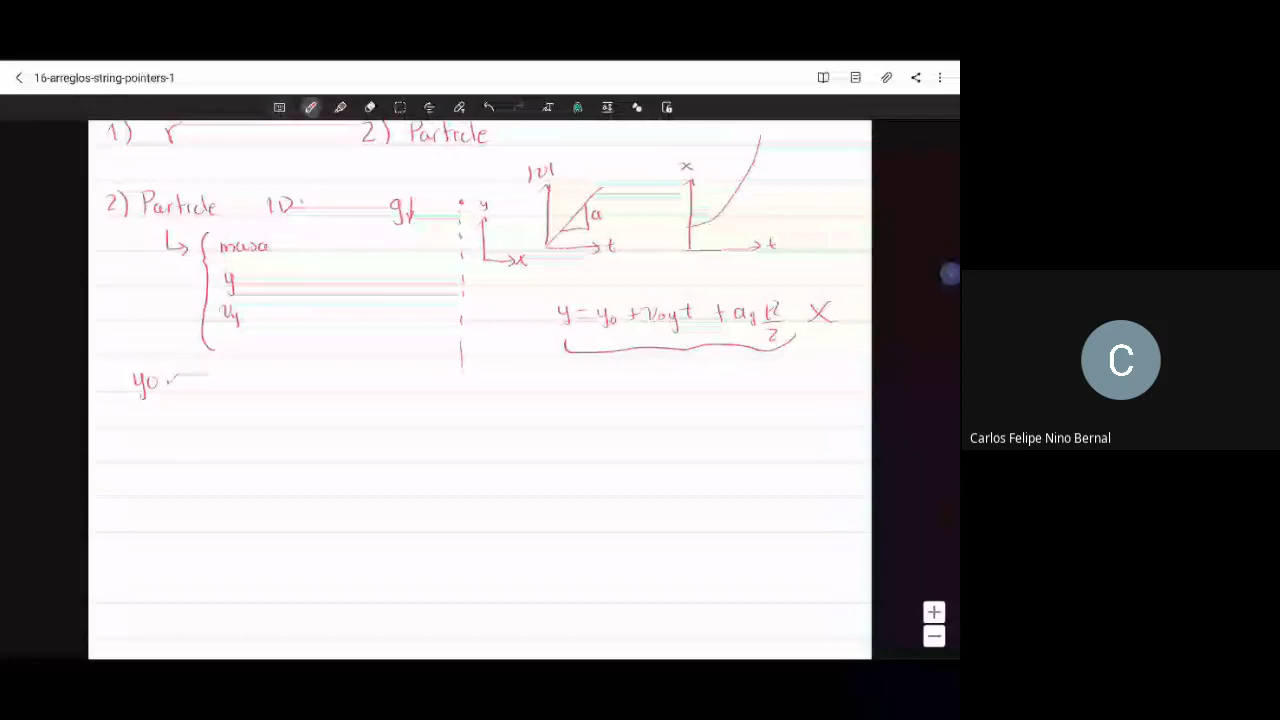 16-arreglos-string-pointers-1
1) r 2) Particle
2) Particle 1D: g↓ y x |v| a t x t
masa
y
vy
y = y0 + v0y t + ay t²/2 X
y0
C
Carlos Felipe Nino Bernal